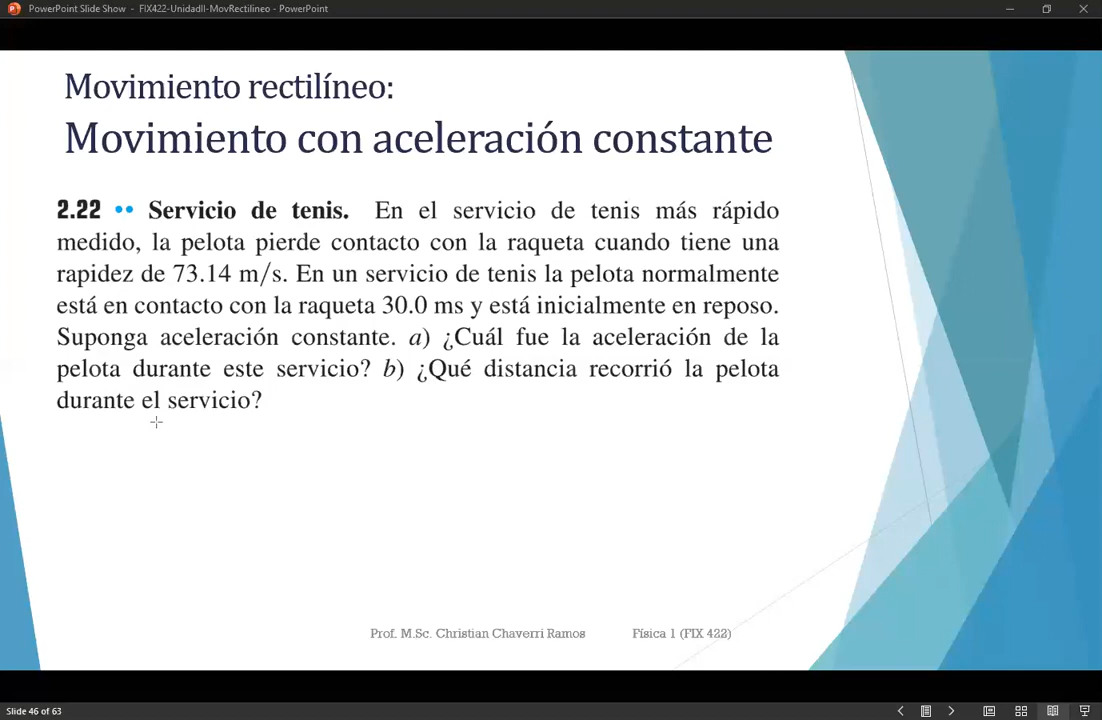 PowerPoint Slide Show - FIX422-UnidadII-MovRectilineo - PowerPoint
Movimiento rectilíneo:
Movimiento con aceleración constante
2.22 •• Servicio de tenis. En el servicio de tenis más rápido
medido, la pelota pierde contacto con la raqueta cuando tiene una
rapidez de 73.14 m/s. En un servicio de tenis la pelota normalmente
está en contacto con la raqueta 30.0 ms y está inicialmente en reposo.
Suponga aceleración constante. a) ¿Cuál fue la aceleración de la
pelota durante este servicio? b) ¿Qué distancia recorrió la pelota
durante el servicio?
Prof. M.Sc. Christian Chaverri Ramos Física 1 (FIX 422)
Slide 46 of 63